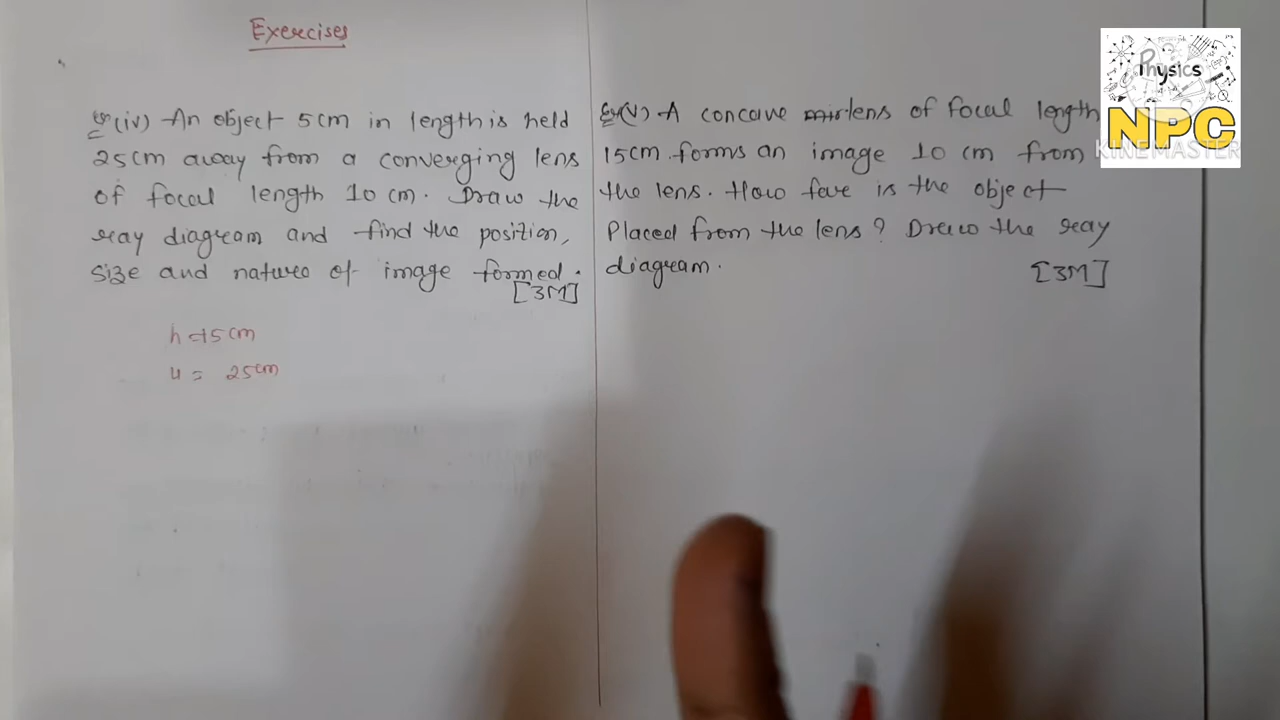 Exercises
Q(iv) An object 5cm in length is held
25cm away from a converging lens
of focal length 10 cm. Draw the
ray diagram and find the position,
size and nature of image formed.
[3M]
h = +5cm
u = 25cm
Q(v) A concave lens of focal length
15cm forms an image 10 cm from
the lens. How far is the object
Placed from the lens? Draw the ray
diagram.
[3M]
Physics
NPC
KINEMASTER